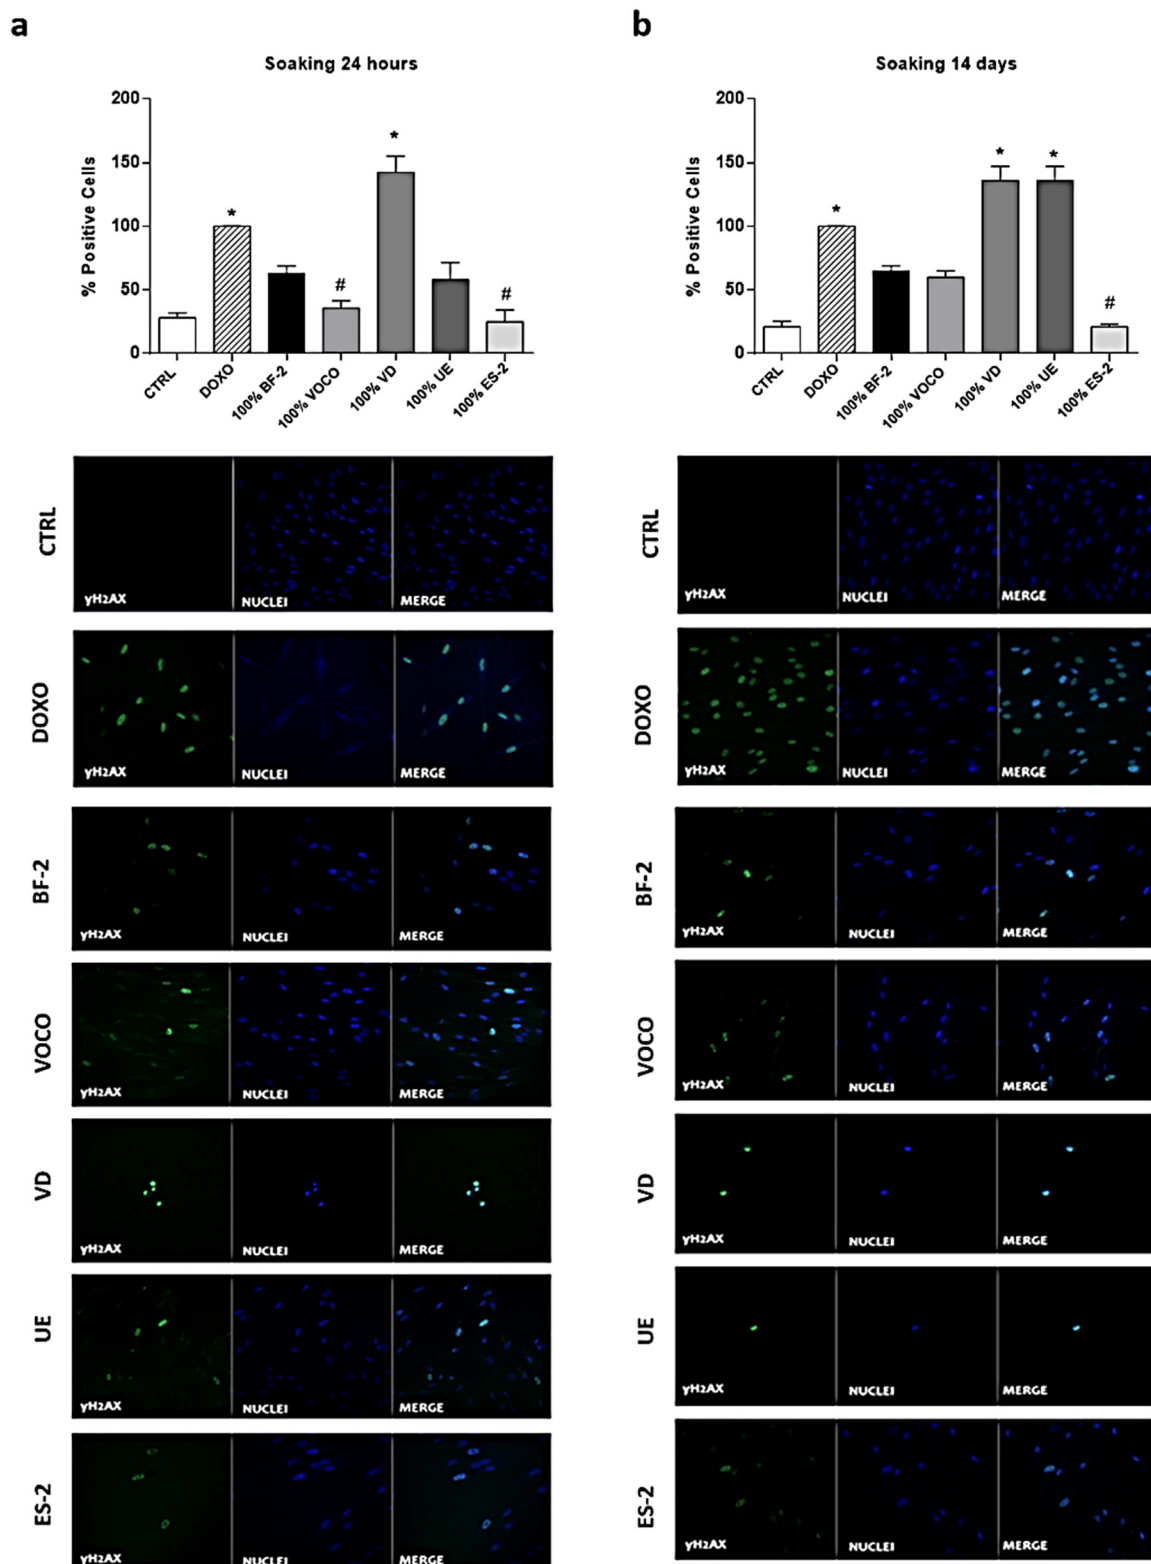 a
Soaking 24 hours
% Positive Cells
200
150
100
50
0
*
#
*
#
CTRL
DOXO
100% BF-2
100% VOCO
100% VD
100% UE
100% ES-2
CTRL
γH2AX NUCLEI MERGE
DOXO
γH2AX NUCLEI MERGE
BF-2
γH2AX NUCLEI MERGE
VOCO
γH2AX NUCLEI MERGE
VD
γH2AX NUCLEI MERGE
UE
γH2AX NUCLEI MERGE
ES-2
γH2AX NUCLEI MERGE
b
Soaking 14 days
% Positive Cells
200
150
100
50
0
*
*
*
#
CTRL
DOXO
100% BF-2
100% VOCO
100% VD
100% UE
100% ES-2
CTRL
γH2AX NUCLEI MERGE
DOXO
γH2AX NUCLEI MERGE
BF-2
γH2AX NUCLEI MERGE
VOCO
γH2AX NUCLEI MERGE
VD
γH2AX NUCLEI MERGE
UE
γH2AX NUCLEI MERGE
ES-2
γH2AX NUCLEI MERGE